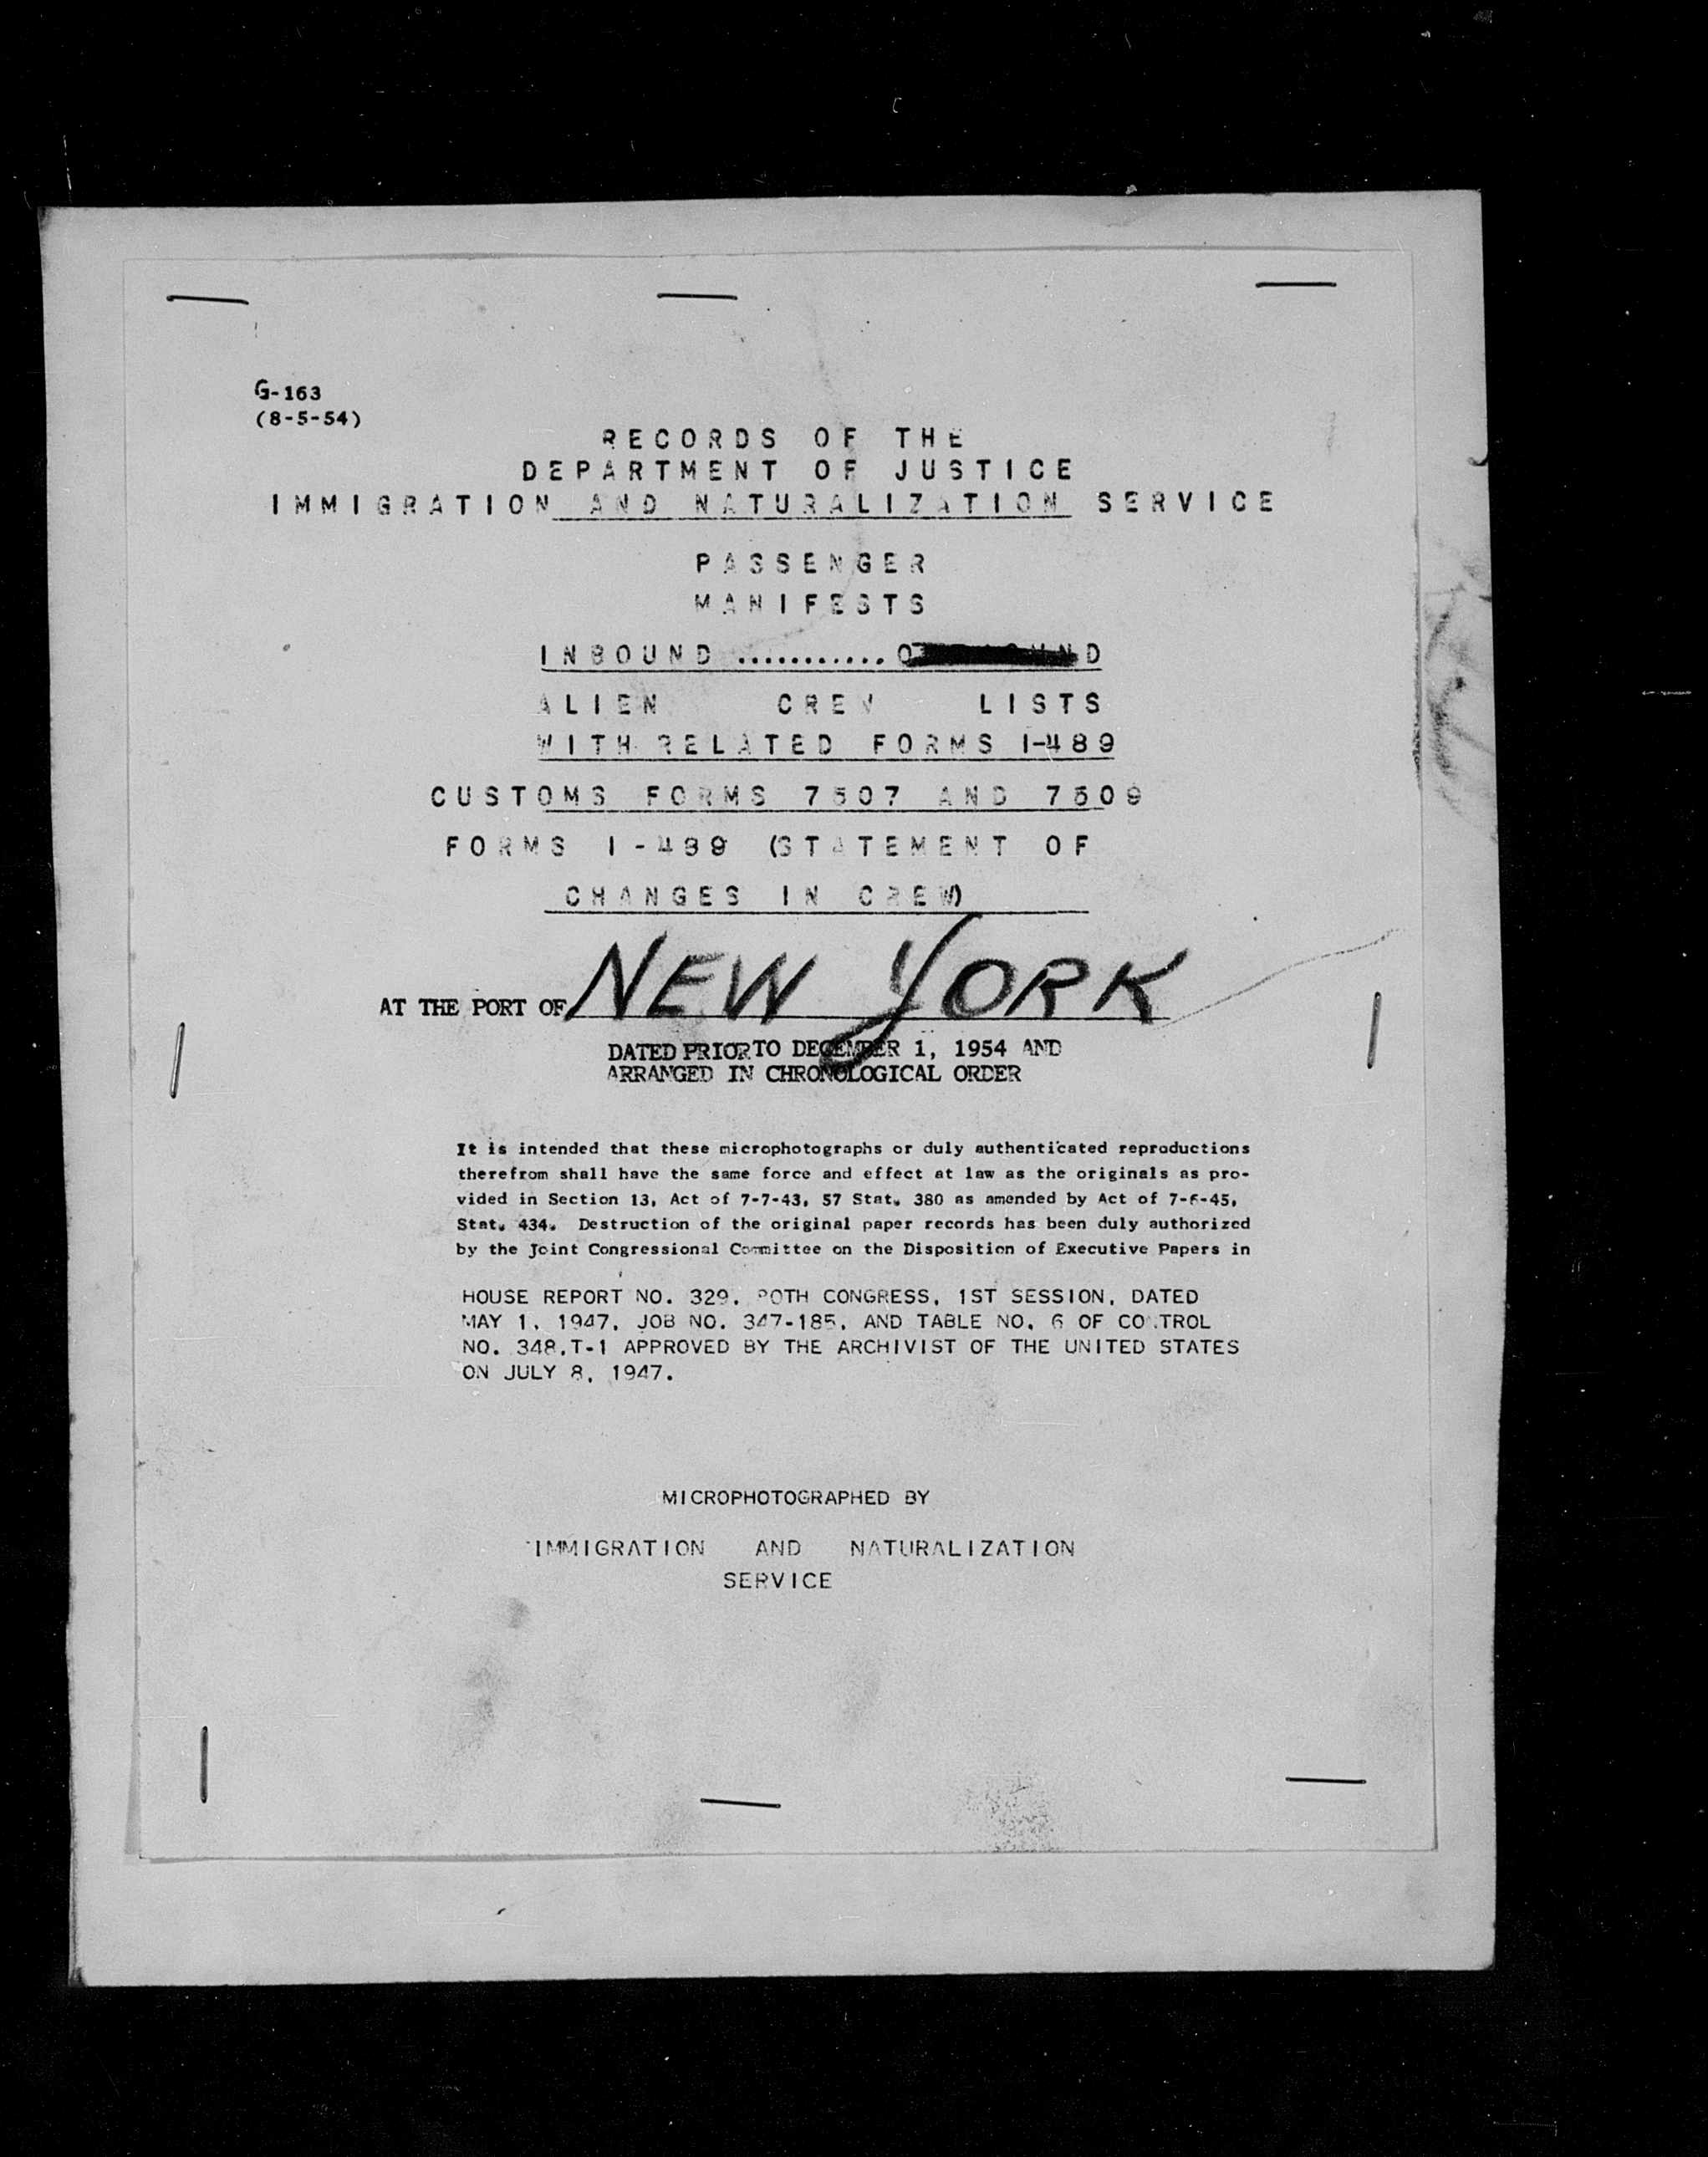 G-163
(8-5-54)
RECORDS OF THE
DEPARTMENT OF JUSTICE
IMMIGRATION AND NATURALIZATION SERVICE
PASSENGER
MANIFESTS
INBOUND ...........
ALIEN CREW LISTS
WITH RELATED FORMS I-489
CUSTOMS FORMS 7507 AND 7509
FORMS I-489 (STATEMENT OF
CHANGES IN CREW)
AT THE PORT OF NEW YORK
DATED PRIOR TO DECEMBER 1, 1954 AND
ARRANGED IN CHRONOLOGICAL ORDER
It is intended that these microphotographs or duly authenticated reproductions
therefrom shall have the same force and effect at law as the originals as pro-
vided in Section 13, Act of 7-7-43, 57 Stat. 380 as amended by Act of 7-6-45,
Stat. 434. Destruction of the original paper records has been duly authorized
by the Joint Congressional Committee on the Disposition of Executive Papers in
HOUSE REPORT NO. 329, 80TH CONGRESS, 1ST SESSION, DATED
MAY 1, 1947, JOB NO. 347-185, AND TABLE NO. 6 OF CONTROL
NO. 348.T-1 APPROVED BY THE ARCHIVIST OF THE UNITED STATES
ON JULY 8, 1947.
MICROPHOTOGRAPHED BY
IMMIGRATION AND NATURALIZATION
SERVICE